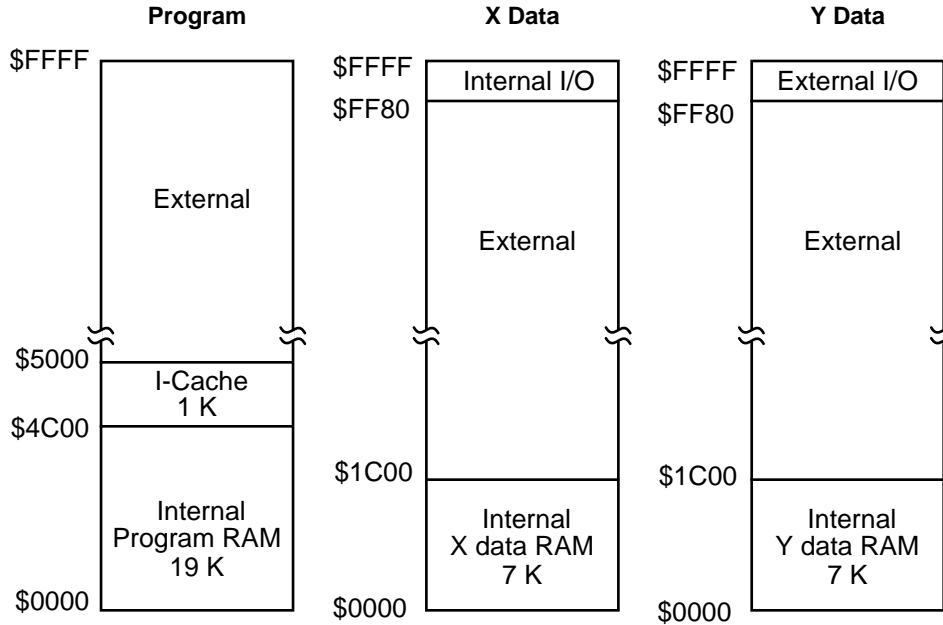 Program
$FFFF
External
$5000
I-Cache
1 K
$4C00
Internal
Program RAM
19 K
$0000
X Data
$FFFF
Internal I/O
$FF80
External
$1C00
Internal
X data RAM
7 K
$0000
Y Data
$FFFF
External I/O
$FF80
External
$1C00
Internal
Y data RAM
7 K
$0000